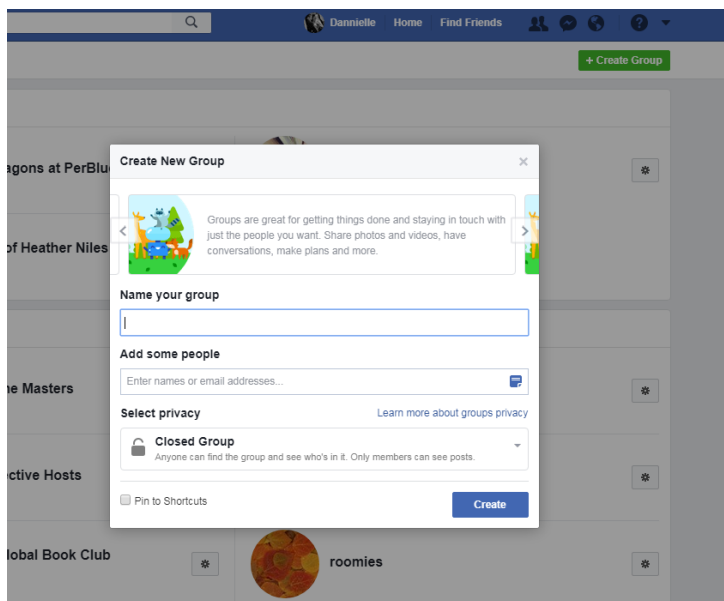 Dannielle Home Find Friends
+ Create Group
agons at PerBlu
of Heather Niles
Create New Group
Groups are great for getting things done and staying in touch with
just the people you want. Share photos and videos, have
conversations, make plans and more.
Name your group
Add some people
Enter names or email addresses...
Select privacy Learn more about groups privacy
Closed Group
Anyone can find the group and see who's in it. Only members can see posts.
Pin to Shortcuts
Create
ne Masters
ective Hosts
lobal Book Club
roomies